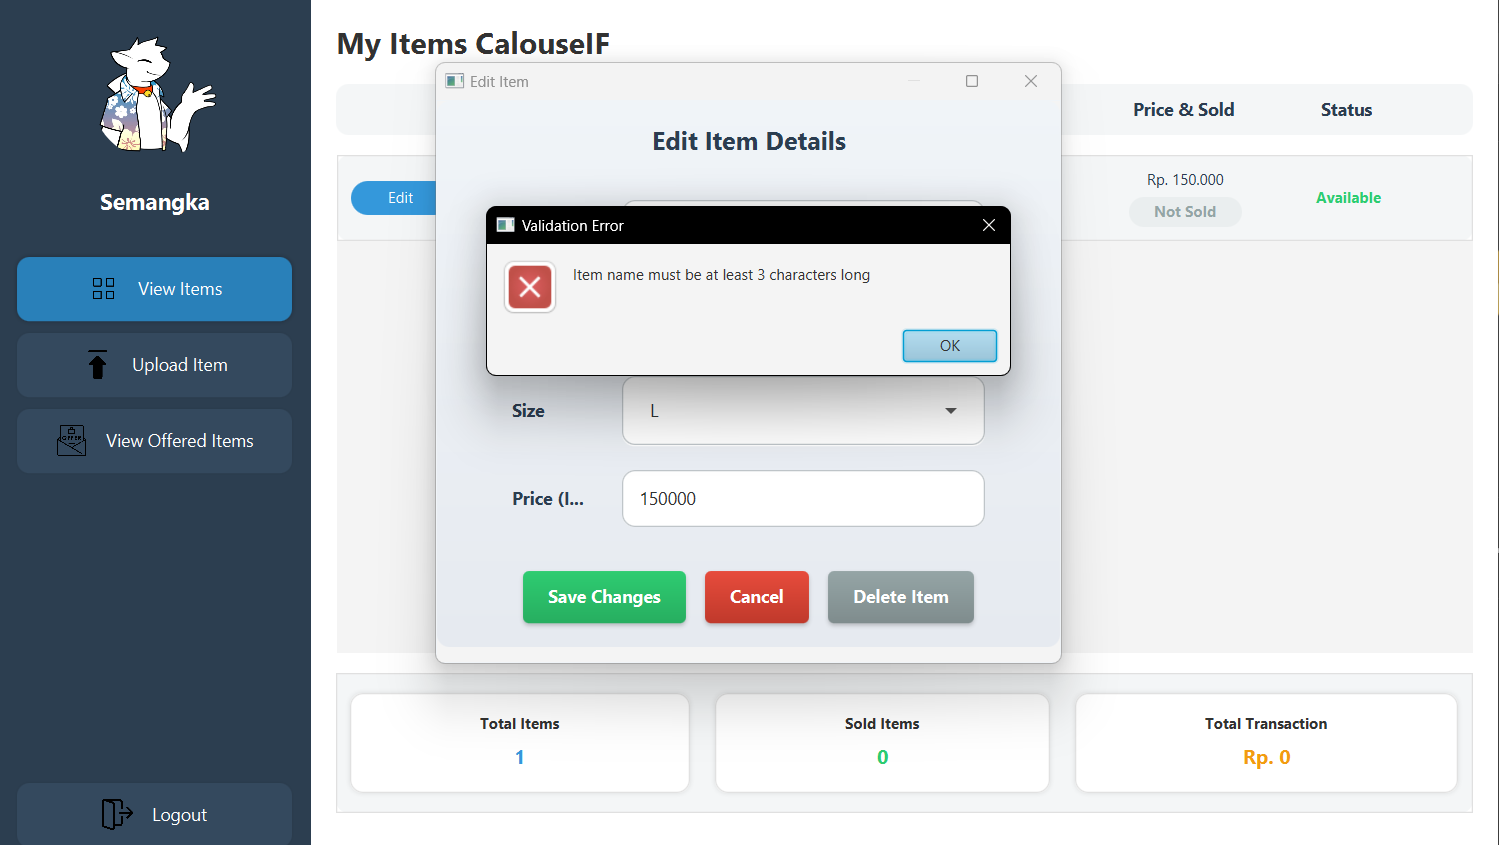 My Items CalouseIF
Semangka
View Items
Upload Item
OFFER
View Offered Items
Logout
Price & Sold
Status
Edit
Rp. 150.000
Not Sold
Available
Edit Item
Edit Item Details
Validation Error
Item name must be at least 3 characters long
OK
Size
L
Price (I...
150000
Save Changes
Cancel
Delete Item
Total Items
1
Sold Items
0
Total Transaction
Rp. 0